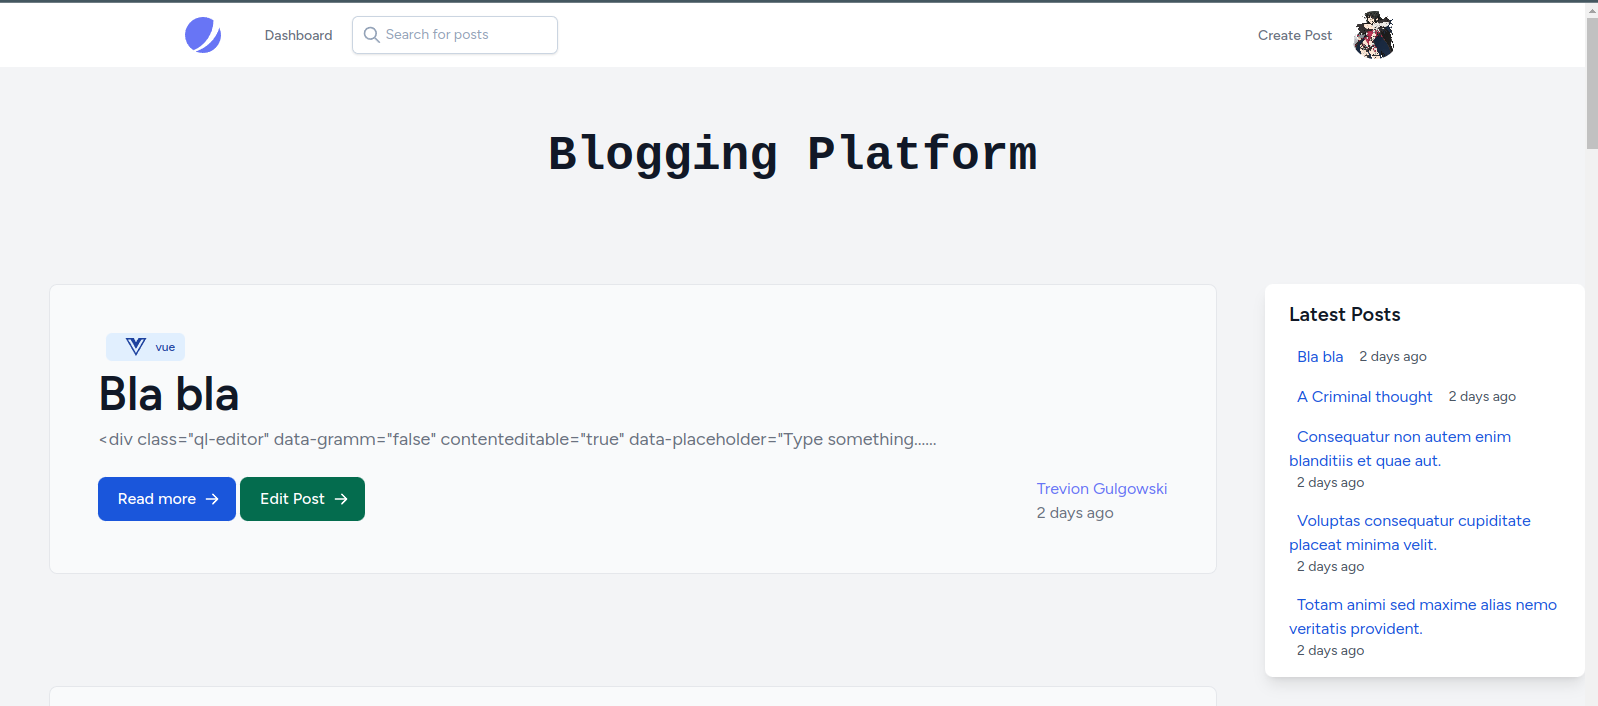 Dashboard
Search for posts
Create Post
Blogging Platform
vue
Bla bla
<div class="ql-editor" data-gramm="false" contenteditable="true" data-placeholder="Type something......
Read more →
Edit Post →
Trevion Gulgowski
2 days ago
Latest Posts
Bla bla 2 days ago
A Criminal thought 2 days ago
Consequatur non autem enim
blanditiis et quae aut.
2 days ago
Voluptas consequatur cupiditate
placeat minima velit.
2 days ago
Totam animi sed maxime alias nemo
veritatis provident.
2 days ago